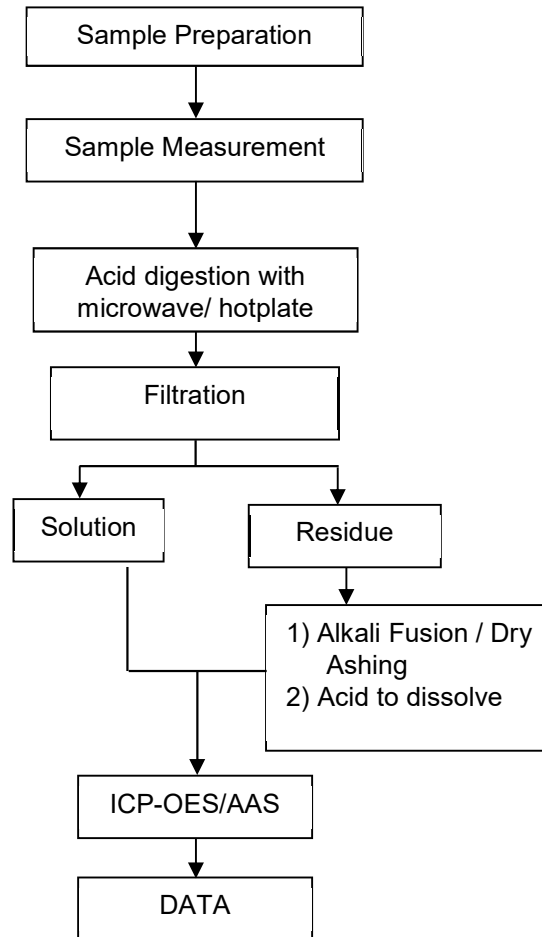 Sample Preparation
Sample Measurement
Acid digestion with
microwave/ hotplate
Filtration
Solution
Residue
1) Alkali Fusion / Dry
Ashing
2) Acid to dissolve
ICP-OES/AAS
DATA